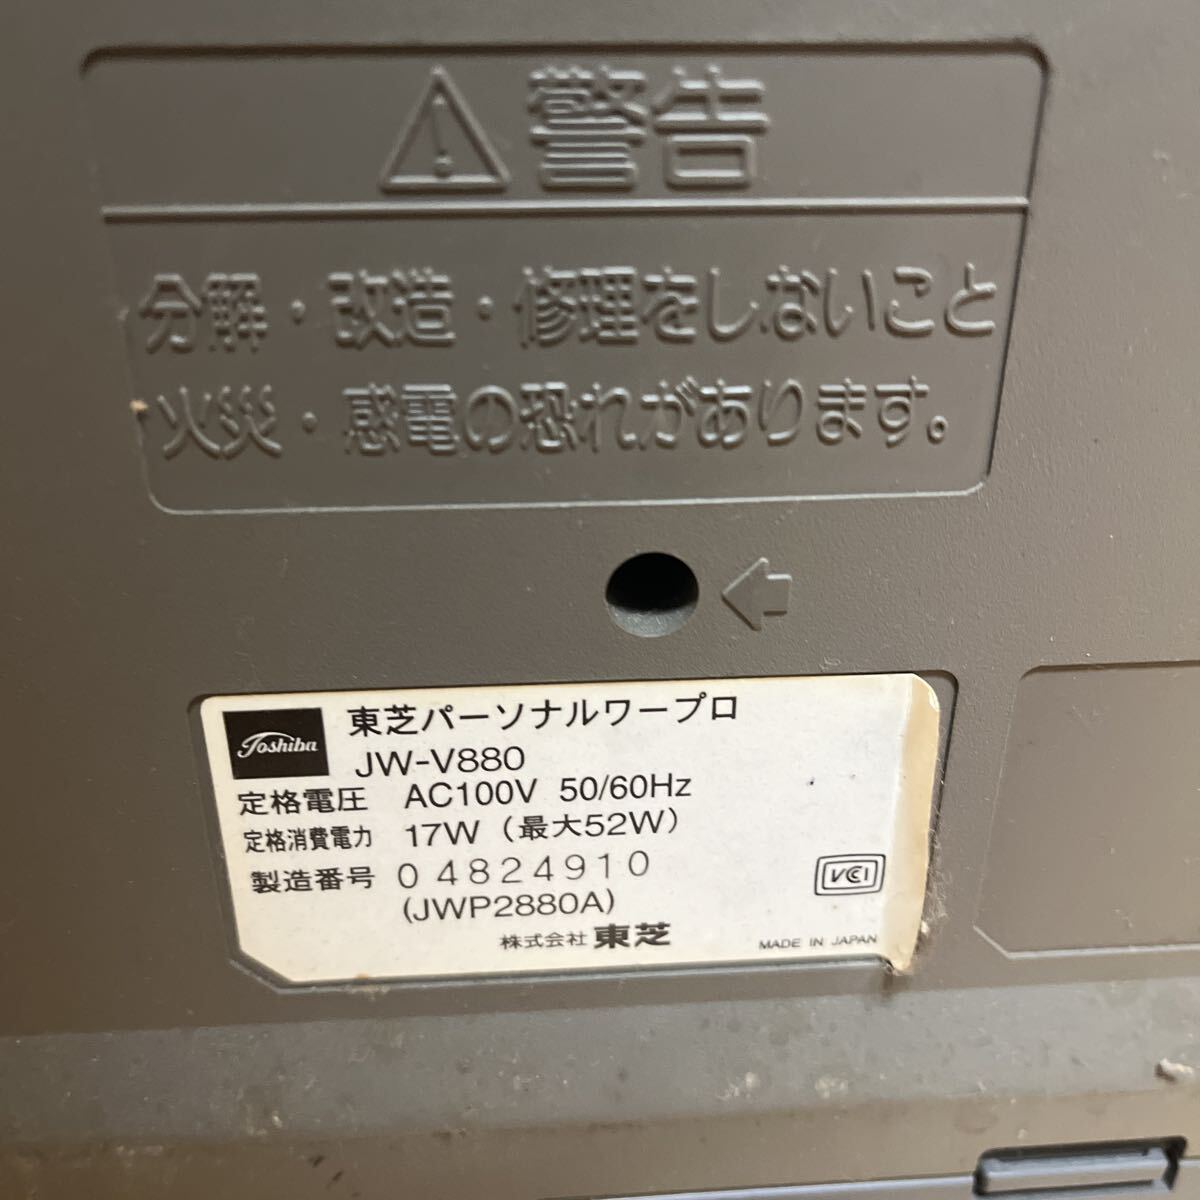 警告
分解・改造・修理をしないこと
火災・感電の恐れがあります。
Toshiba
東芝パーソナルワープロ
JW-V880
定格電圧 AC100V 50/60Hz
定格消費電力 17W (最大52W)
製造番号 04824910
(JWP2880A)
VCCI
株式会社 東芝
MADE IN JAPAN